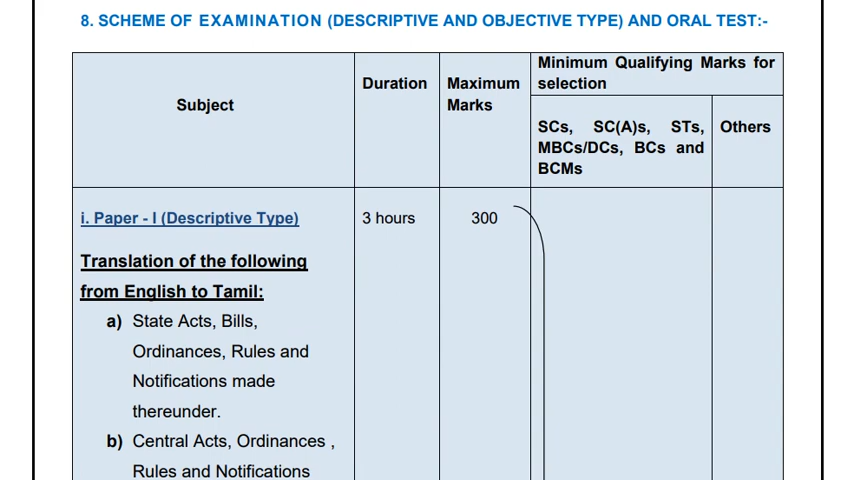 8. SCHEME OF EXAMINATION (DESCRIPTIVE AND OBJECTIVE TYPE) AND ORAL TEST:-
Subject
Duration
Maximum
Marks
Minimum Qualifying Marks for
selection
SCs, SC(A)s, STs,
MBCs/DCs, BCs and
BCMs
Others
i. Paper - I (Descriptive Type)
3 hours
300
Translation of the following
from English to Tamil:
a) State Acts, Bills,
Ordinances, Rules and
Notifications made
thereunder.
b) Central Acts, Ordinances ,
Rules and Notifications